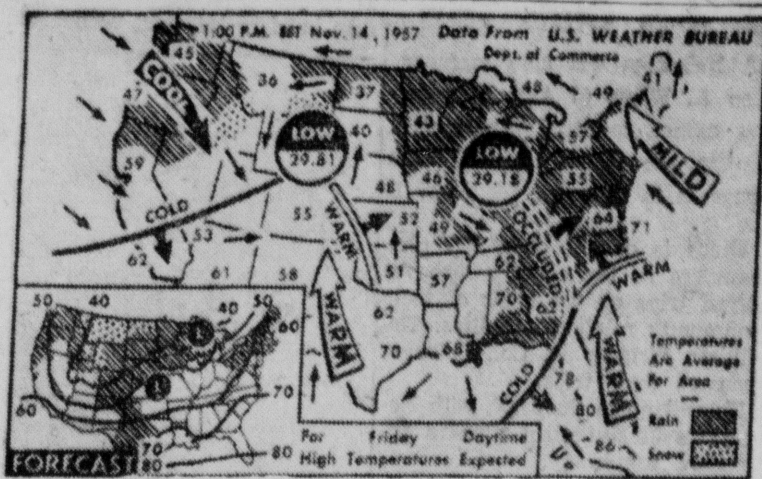 1:00 P.M. EST Nov. 14, 1957 Data From U.S. WEATHER BUREAU
Dept. of Commerce
45
COOL
47
36
37
48
49
41
43
57
MILD
LOW
29.81
40
LOW
29.18
59
46
55
48
COLD
55
WARM
52
49
OCCLUDED
64
71
53
62
61
58
51
62
WARM
57
70
62
WARM
62
70
68
COLD
78
WARM
80
86
Temperatures
Are Average
For Area
Rain
Snow
50
40
40
50
60
60
L
L
70
70
80
80
FORECAST
For Friday Daytime
High Temperatures Expected